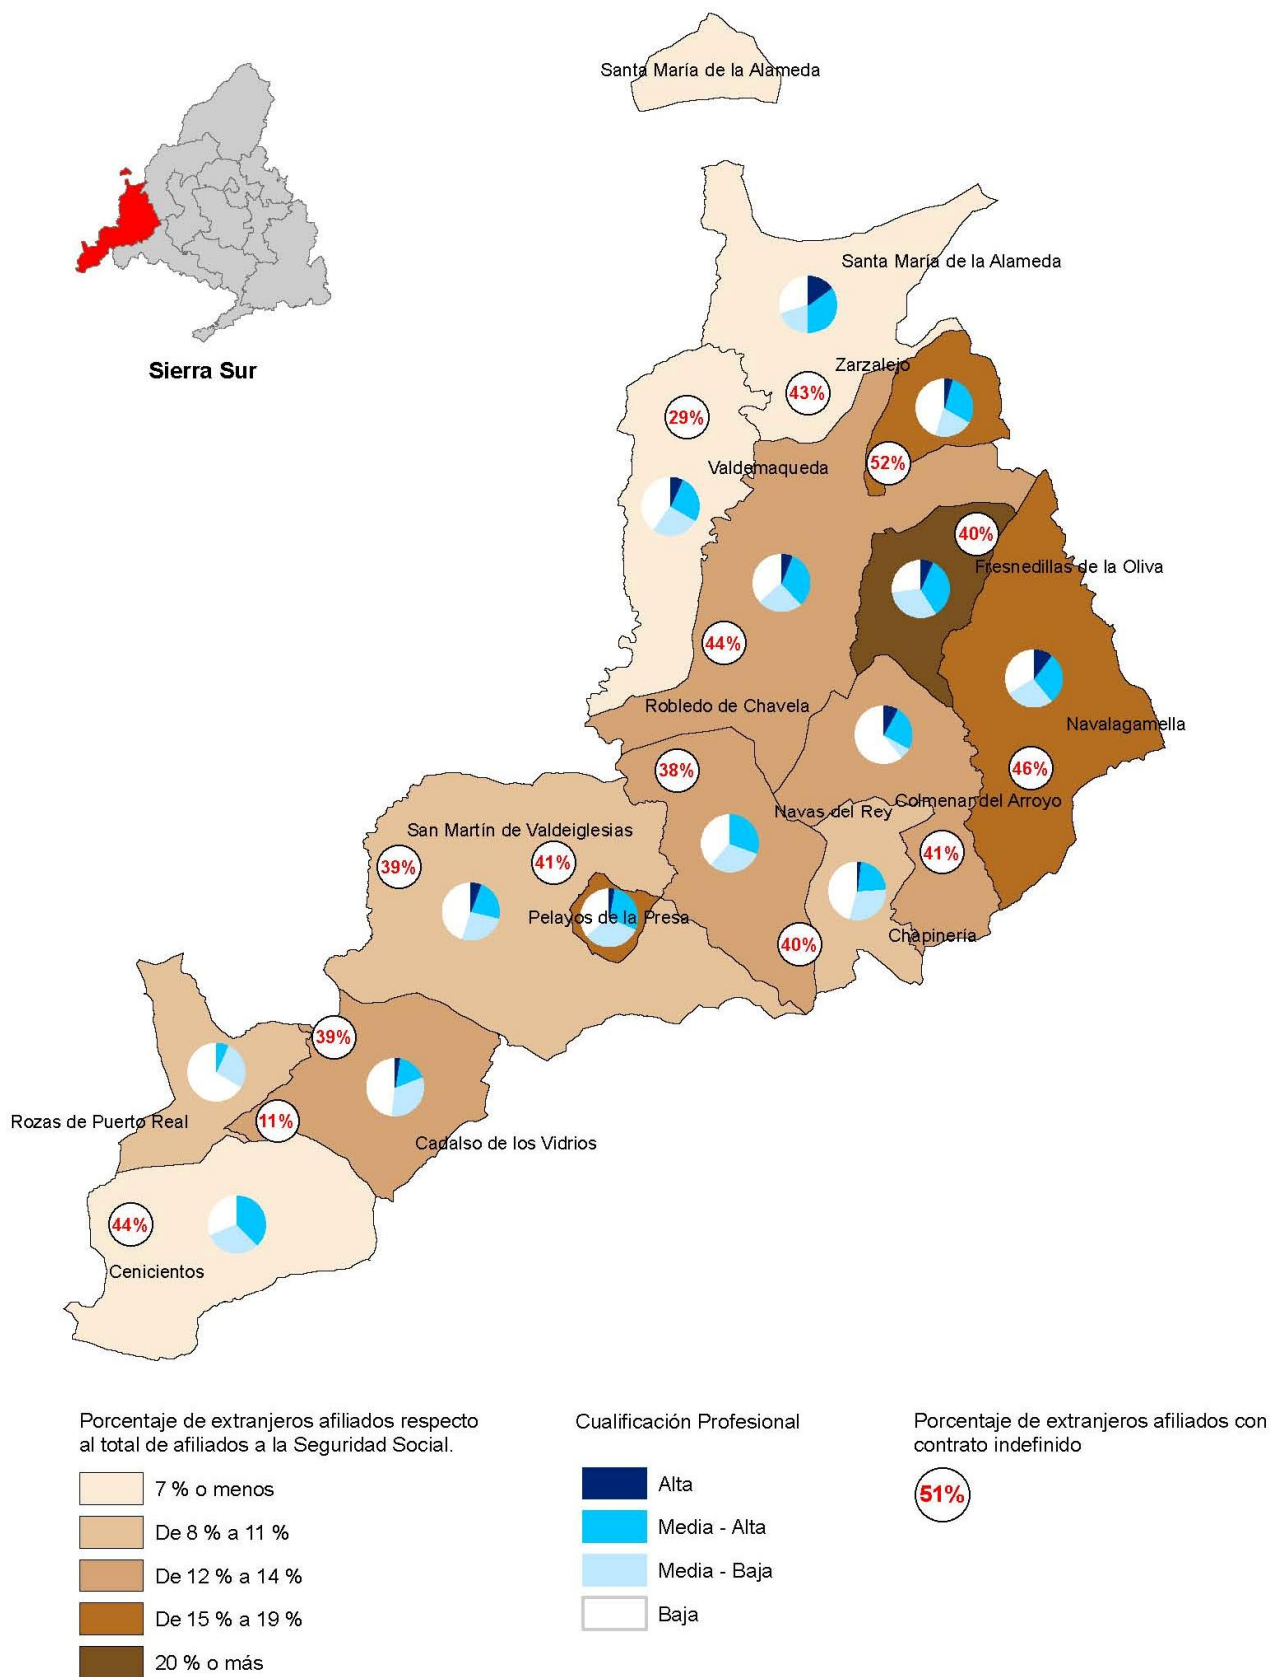 Santa María de la Alameda
Sierra Sur
Santa María de la Alameda
Zarzalejo
43%
29%
52%
Valdemaqueda
40%
Fresnedillas de la Oliva
44%
Robledo de Chavela
Navalagamella
46%
38%
Colmenar del Arroyo
Navas del Rey
San Martín de Valdeiglesias
41%
39%
41%
Pelayos de la Presa
Chapinería
40%
39%
Rozas de Puerto Real
11%
Cadalso de los Vidrios
44%
Cenicientos
Porcentaje de extranjeros afiliados respecto
al total de afiliados a la Seguridad Social.
7 % o menos
De 8 % a 11 %
De 12 % a 14 %
De 15 % a 19 %
20 % o más
Cualificación Profesional
Alta
Media - Alta
Media - Baja
Baja
Porcentaje de extranjeros afiliados con
contrato indefinido
51%